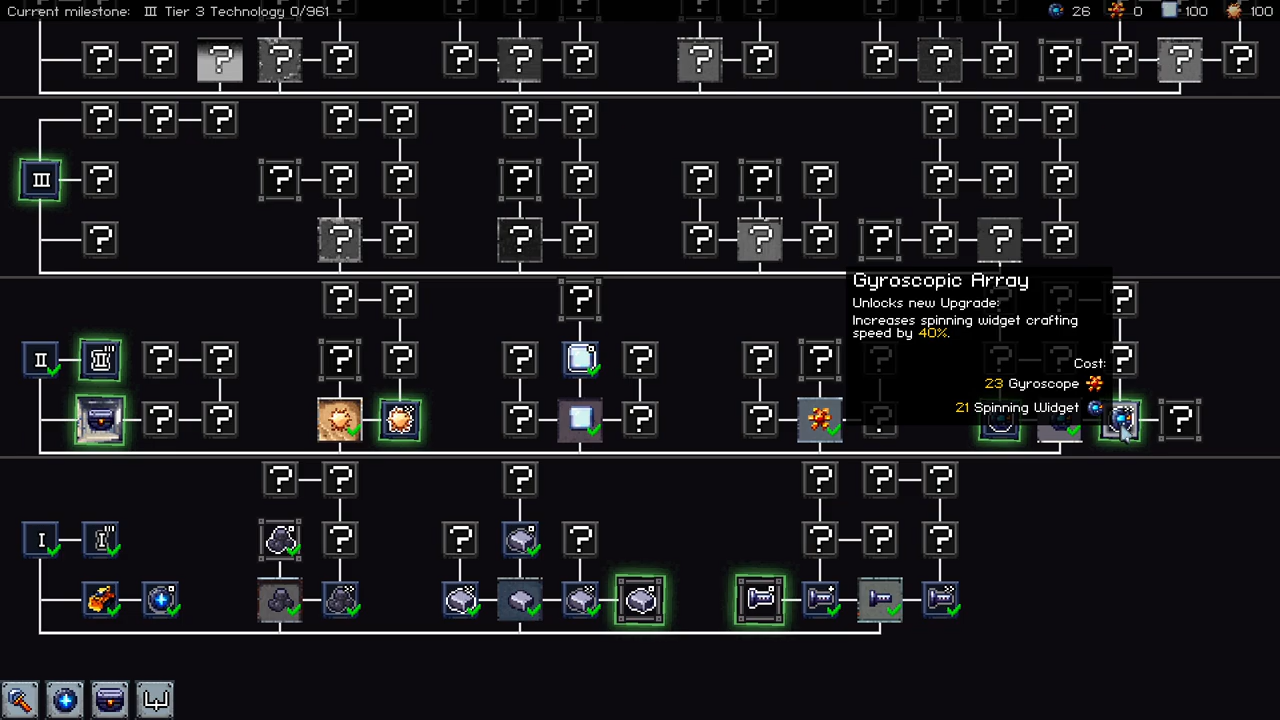 Current milestone: III Tier 3 Technology 0/961
26 0 100 100
? ? ? ? ? ? ? ? ? ? ? ? ? ? ? ?
? ? ? ? ? ? ? ? ? ?
III ? ? ? ? ? ? ? ? ? ? ? ? ?
? ? ? ? ? ? ? ? ? ? ? ?
Gyroscopic Array
Unlocks new Upgrade:
Increases spinning widget crafting
speed by 40%.
Cost:
23 Gyroscope
21 Spinning Widget
? ? ? ?
II III ? ? ? ? ? ? ? ? ?
? ? ? ? ? ?
? ? ? ? ? ?
I I ? ? ? ? ? ?